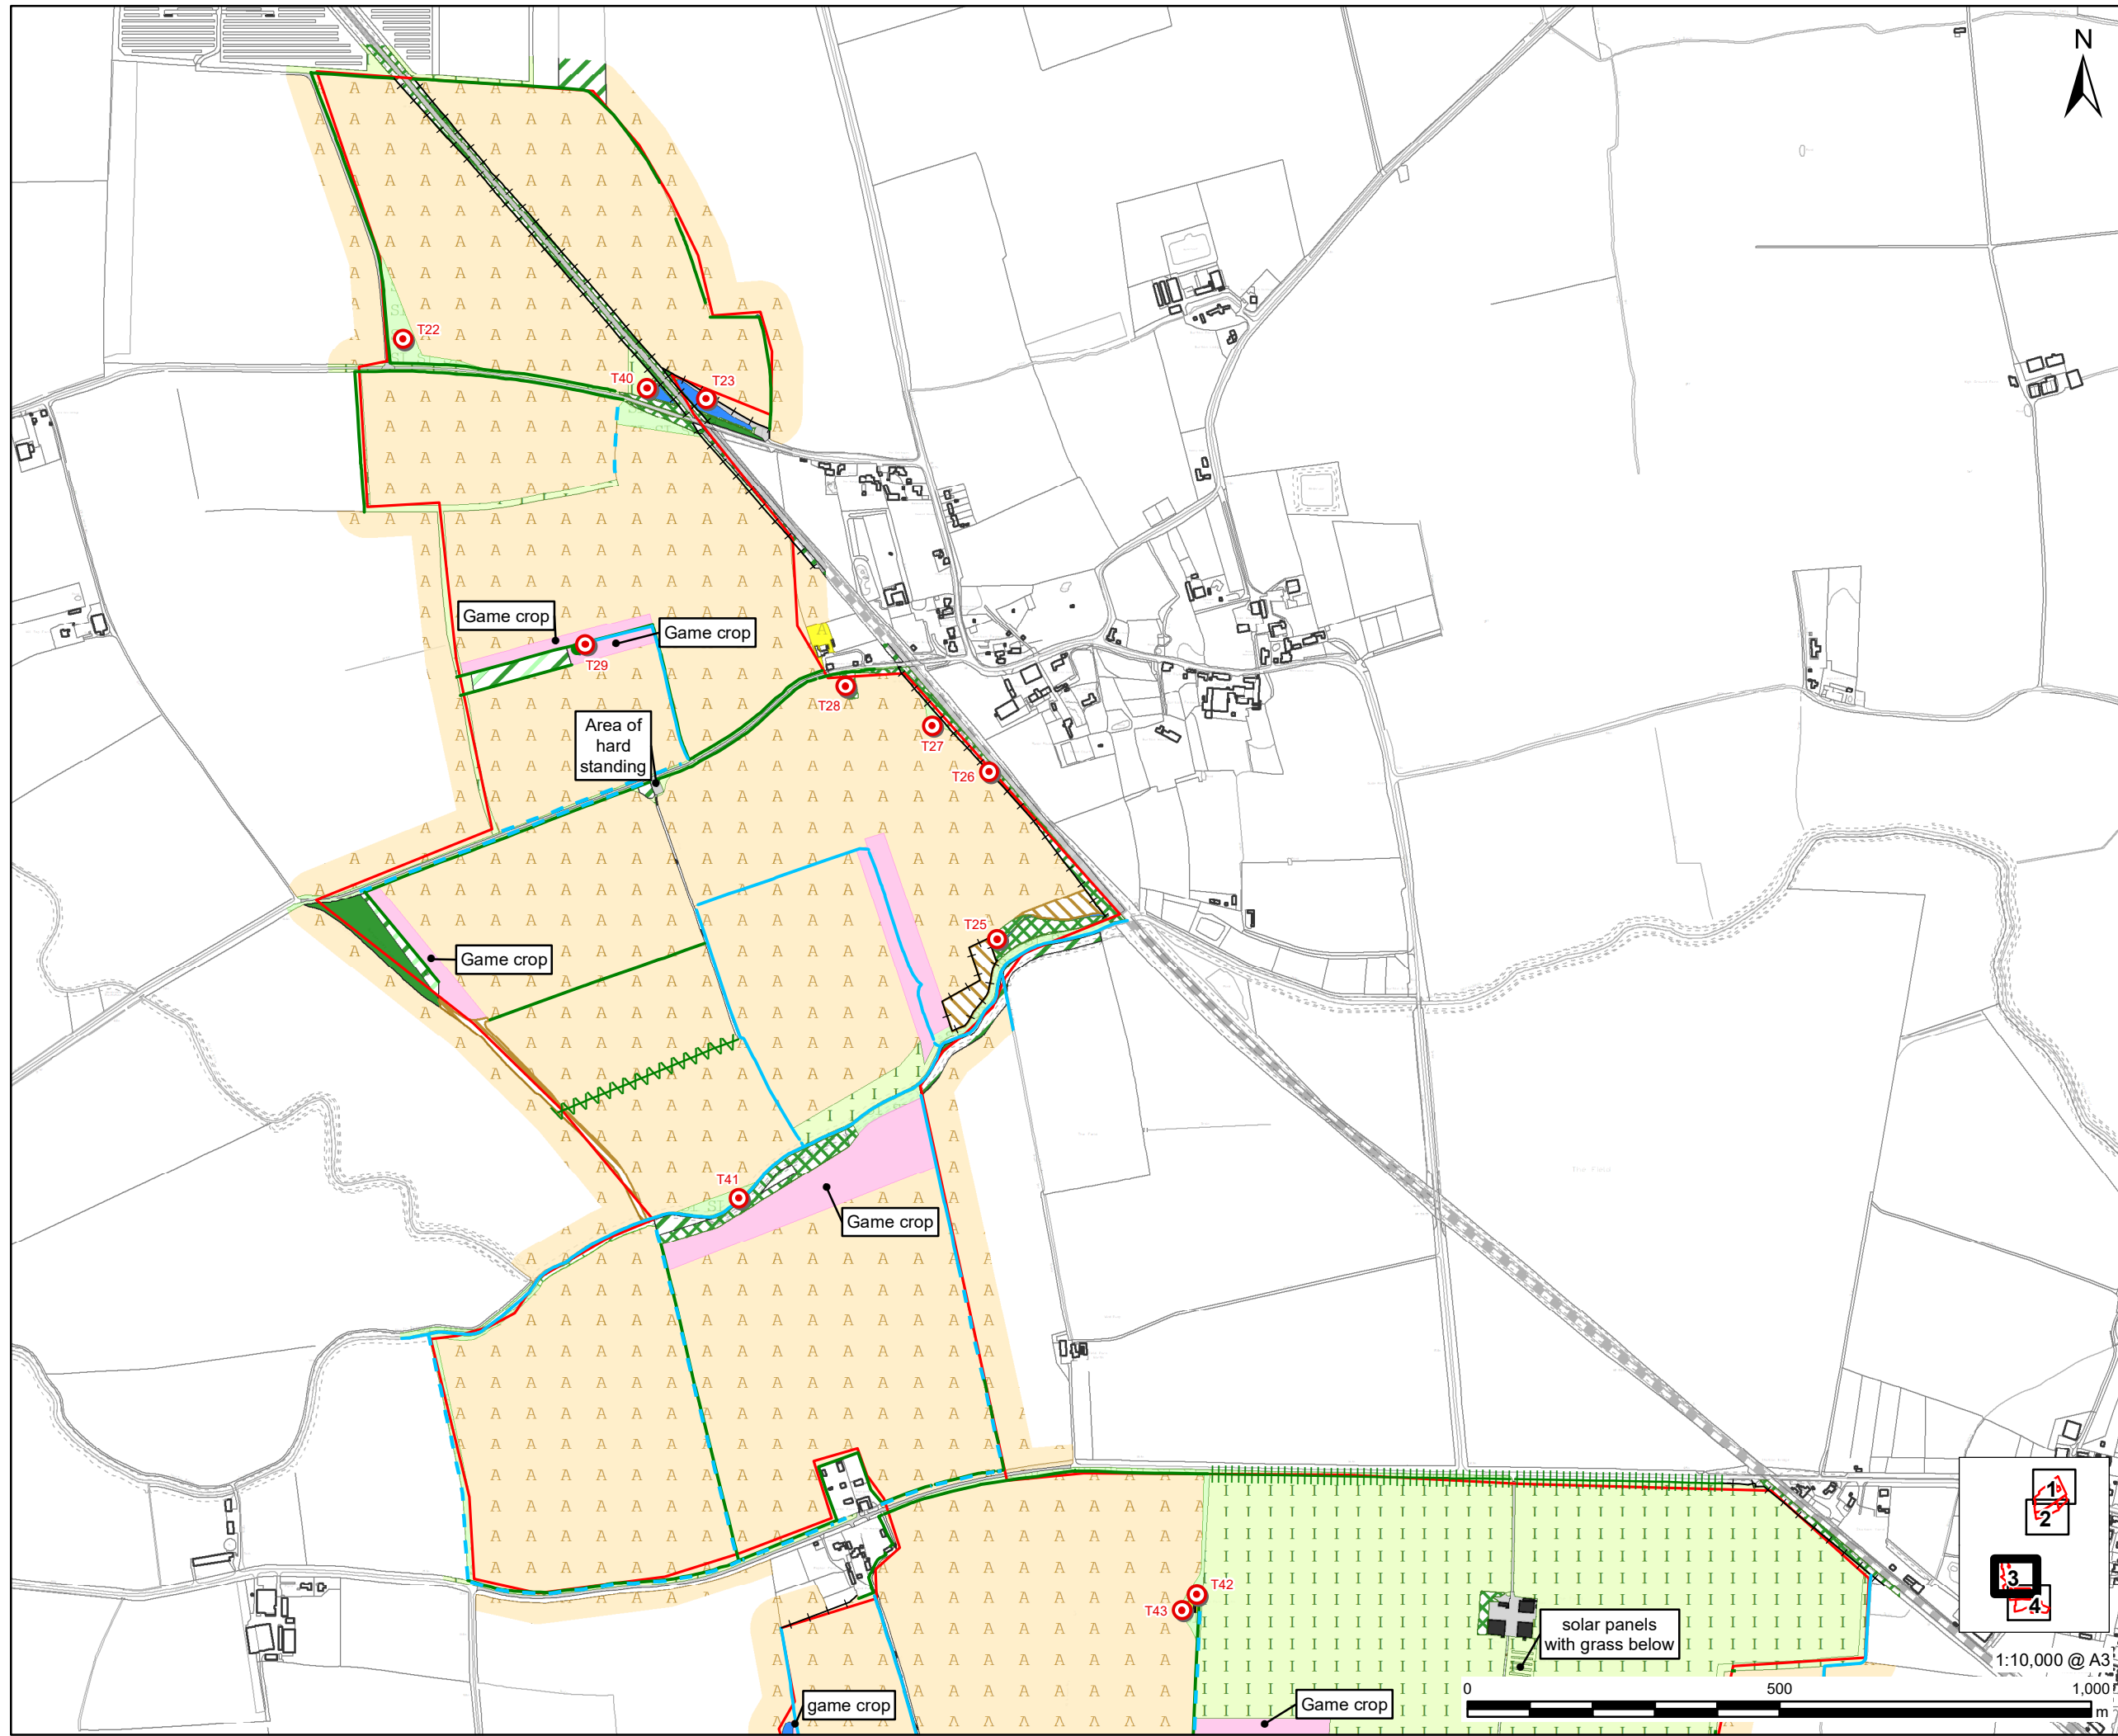 N
T22
T40
T23
Game crop
Game crop
T29
T28
Area of
hard
standing
T27
T26
T25
Game crop
T41
Game crop
T42
T43
solar panels
with grass below
game crop
Game crop
1
2
3
4
1:10,000 @ A3
0
500
1,000
m